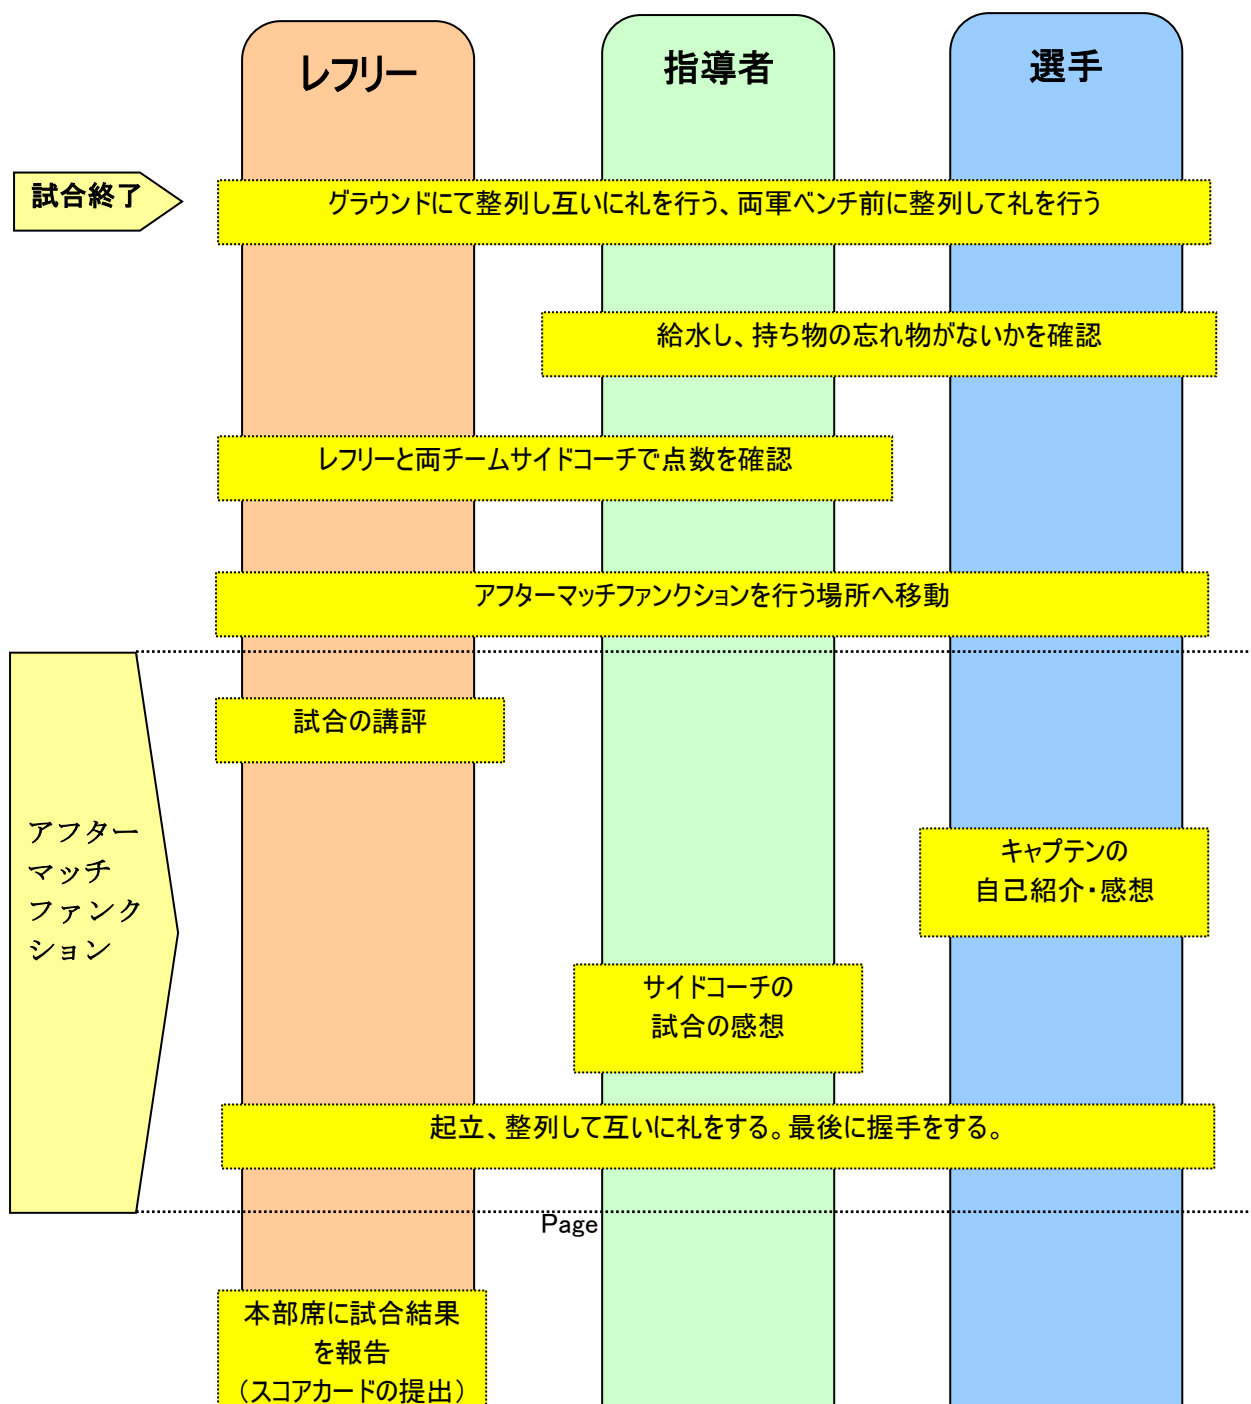 レフリー
指導者
選手
試合終了
グラウンドにて整列し互いに礼を行う、両軍ベンチ前に整列して礼を行う
給水し、持ち物の忘れ物がないかを確認
レフリーと両チームサイドコーチで点数を確認
アフターマッチファンクションを行う場所へ移動
試合の講評
アフター
マッチ
ファンク
ション
キャプテンの
自己紹介・感想
サイドコーチの
試合の感想
起立、整列して互いに礼をする。最後に握手をする。
Page
本部席に試合結果
を報告
（スコアカードの提出）